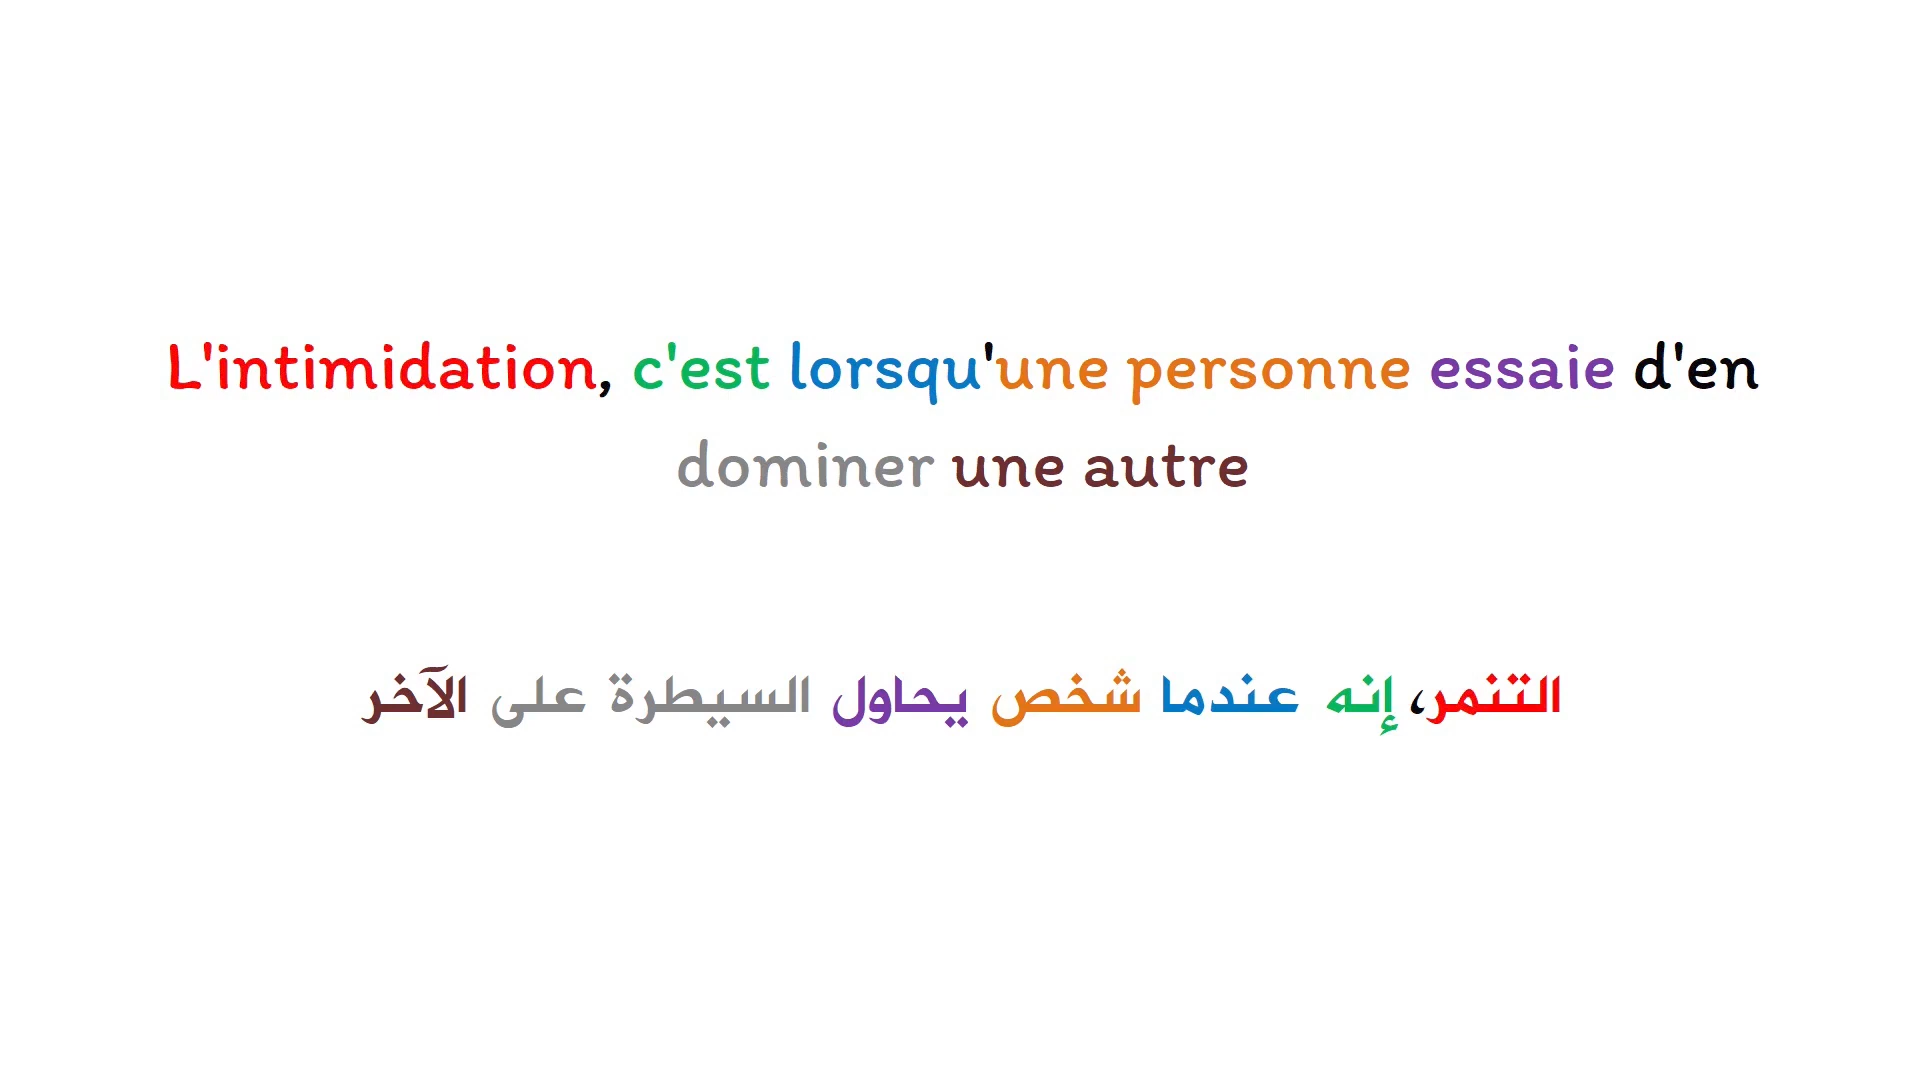 L'intimidation, c'est lorsqu'une personne essaie d'en
dominer une autre
التنمر، إنه عندما شخص يحاول السيطرة على الآخر